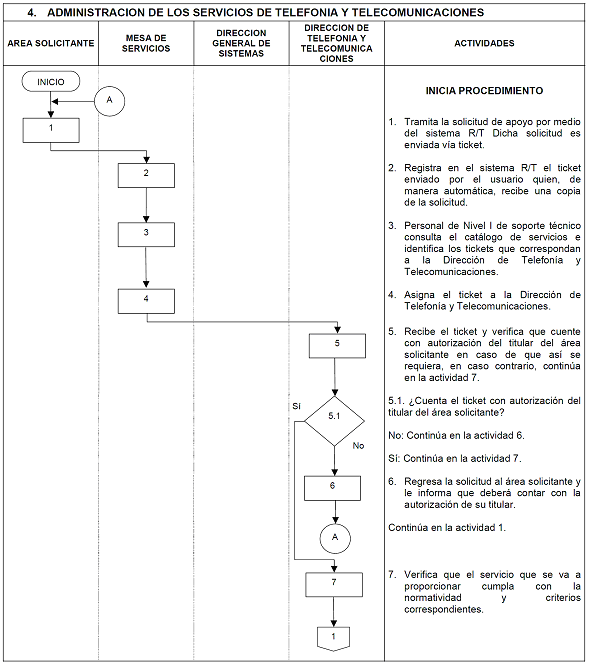 4. ADMINISTRACION DE LOS SERVICIOS DE TELEFONIA Y TELECOMUNICACIONES
AREA SOLICITANTE
MESA DE
SERVICIOS
DIRECCION
GENERAL DE
SISTEMAS
DIRECCION DE
TELEFONIA Y
TELECOMUNICA
CIONES
ACTIVIDADES
INICIO
A
1
2
3
4
5
Sí
5.1
No
6
A
7
1
INICIA PROCEDIMIENTO
1. Tramita la solicitud de apoyo por medio
del sistema R/T Dicha solicitud es
enviada vía ticket.
2. Registra en el sistema R/T el ticket
enviado por el usuario quien, de
manera automática, recibe una copia
de la solicitud.
3. Personal de Nivel I de soporte técnico
consulta el catálogo de servicios e
identifica los tickets que correspondan
a la Dirección de Telefonía y
Telecomunicaciones.
4. Asigna el ticket a la Dirección de
Telefonía y Telecomunicaciones.
5. Recibe el ticket y verifica que cuente
con autorización del titular del área
solicitante en caso de que así se
requiera, en caso contrario, continúa
en la actividad 7.
5.1. ¿Cuenta el ticket con autorización del
titular del área solicitante?
No: Continúa en la actividad 6.
Sí: Continúa en la actividad 7.
6. Regresa la solicitud al área solicitante y
le informa que deberá contar con la
autorización de su titular.
Continúa en la actividad 1.
7. Verifica que el servicio que se va a
proporcionar cumpla con la
normatividad y criterios
correspondientes.